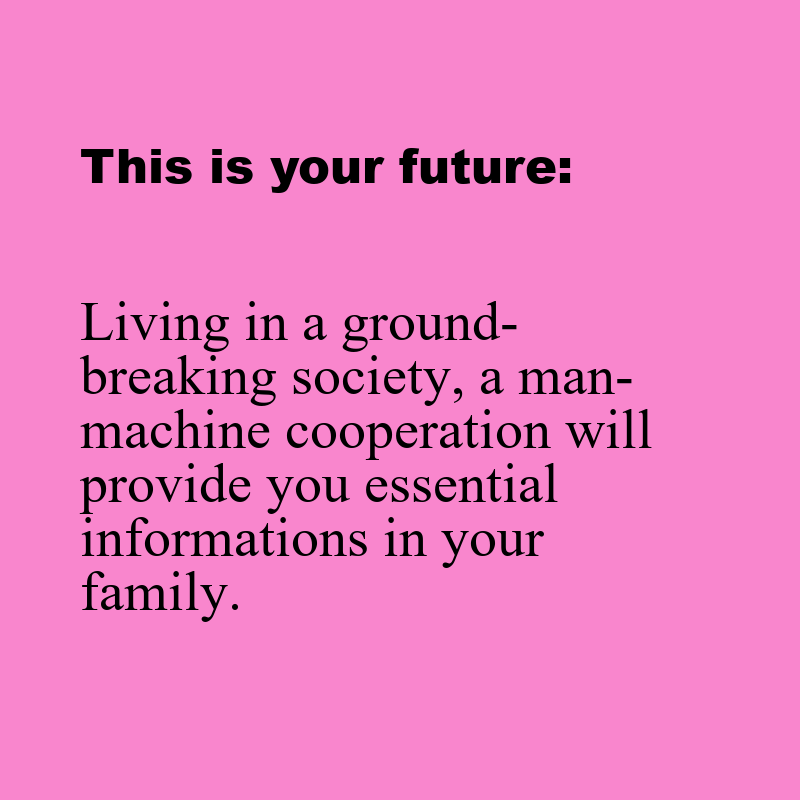 This is your future:
Living in a ground-
breaking society, a man-
machine cooperation will
provide you essential
informations in your
family.